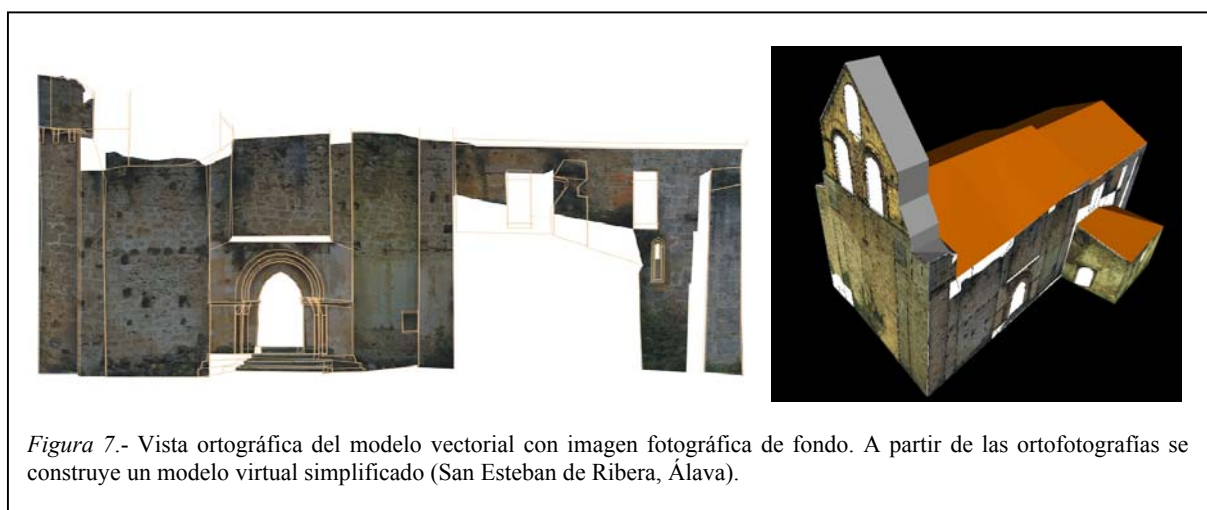 Figura 7.- Vista ortográfica del modelo vectorial con imagen fotográfica de fondo. A partir de las ortofotografías se
construye un modelo virtual simplificado (San Esteban de Ribera, Álava).